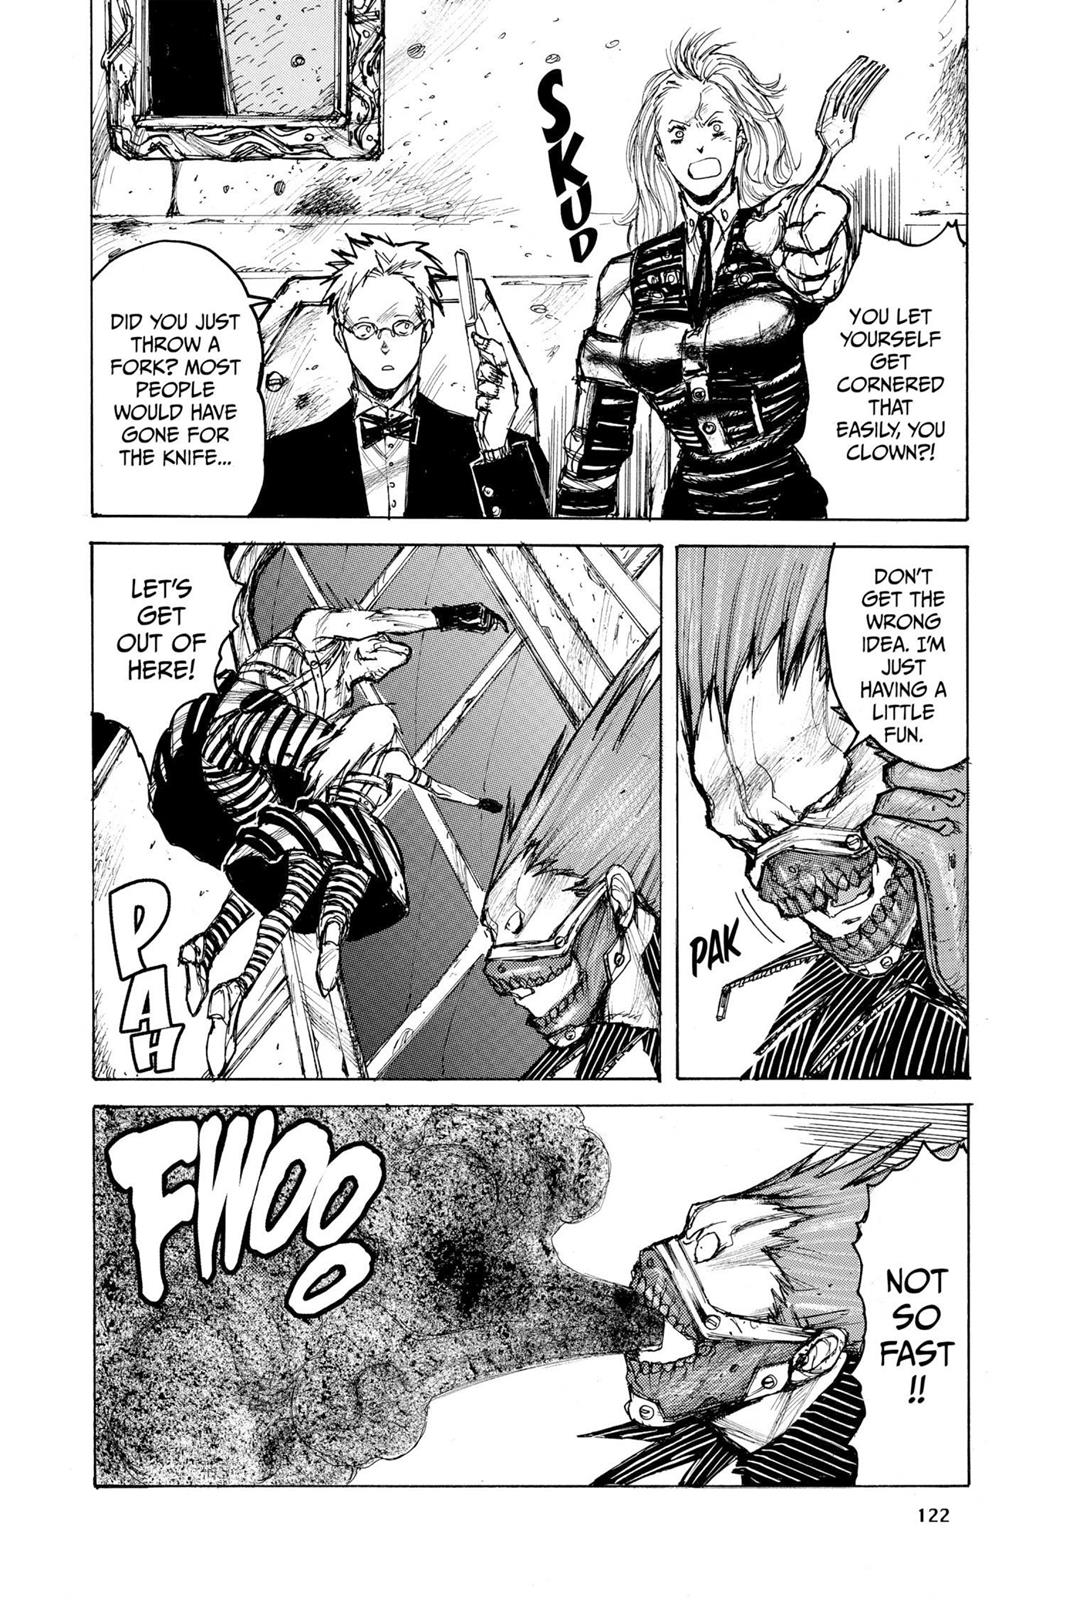 SKUD
YOU LET
YOURSELF
GET
CORNERED
THAT
EASILY, YOU
CLOWN?!
DID YOU JUST
THROW A
FORK? MOST
PEOPLE
WOULD HAVE
GONE FOR
THE KNIFE...
DON'T
GET THE
WRONG
IDEA. I'M
JUST
HAVING A
LITTLE
FUN.
PAK
LET'S
GET
OUT OF
HERE!
PAH
FWOOOO
NOT
SO
FAST
!!
122